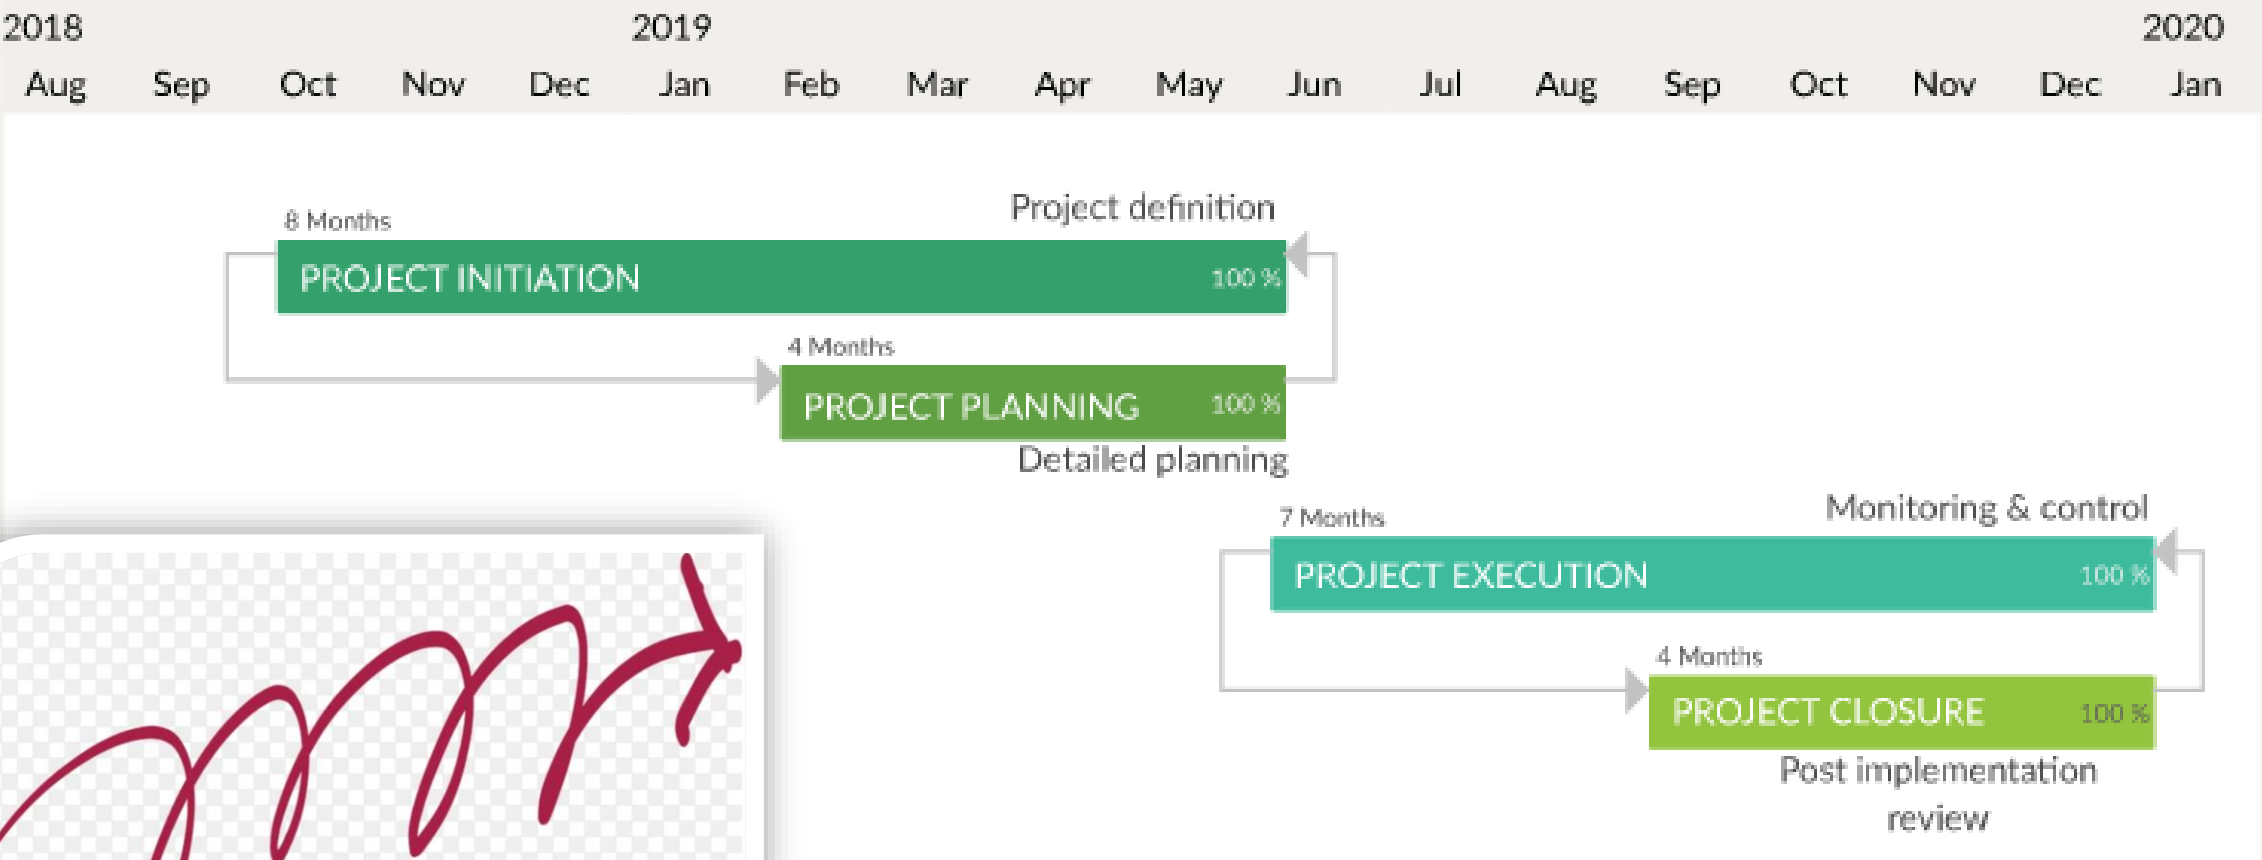 2018 2019 2020
Aug Sep Oct Nov Dec Jan Feb Mar Apr May Jun Jul Aug Sep Oct Nov Dec Jan
Project definition
8 Months
PROJECT INITIATION 100 %
4 Months
PROJECT PLANNING 100 %
Detailed planning
Monitoring & control
7 Months
PROJECT EXECUTION 100 %
4 Months
PROJECT CLOSURE 100 %
Post implementation
review